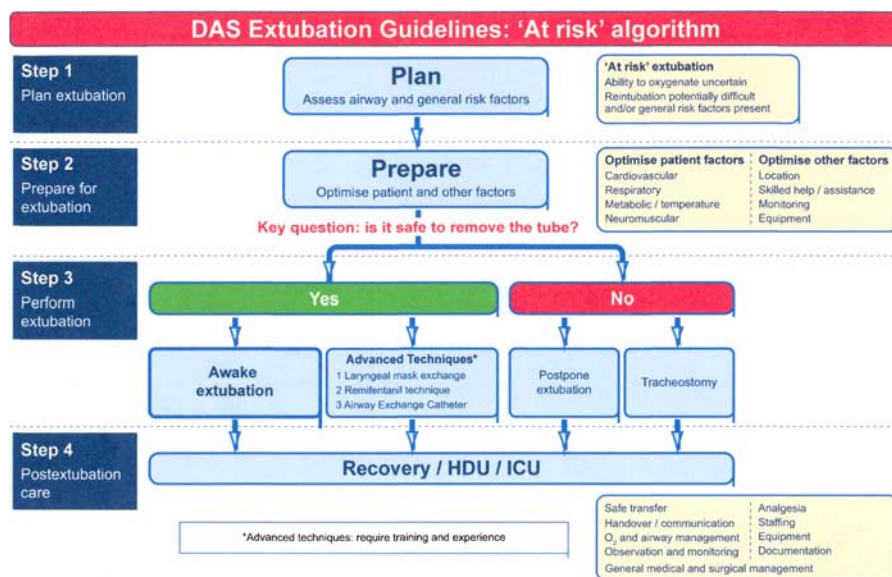 DAS Extubation Guidelines: 'At risk' algorithm
Step 1
Plan extubation
Plan
Assess airway and general risk factors
'At risk' extubation
Ability to oxygenate uncertain
Reintubation potentially difficult
and/or general risk factors present
Step 2
Prepare for
extubation
Prepare
Optimise patient and other factors
Optimise patient factors
Cardiovascular
Respiratory
Metabolic / temperature
Neuromuscular
Optimise other factors
Location
Skilled help / assistance
Monitoring
Equipment
Key question: is it safe to remove the tube?
Step 3
Perform
extubation
Yes
No
Awake
extubation
Advanced Techniques*
1 Laryngeal mask exchange
2 Remifentanil technique
3 Airway Exchange Catheter
Postpone
extubation
Tracheostomy
Step 4
Postextubation
care
Recovery / HDU / ICU
*Advanced techniques: require training and experience
Safe transfer
Handover / communication
O₂ and airway management
Observation and monitoring
Analgesia
Staffing
Equipment
Documentation
General medical and surgical management